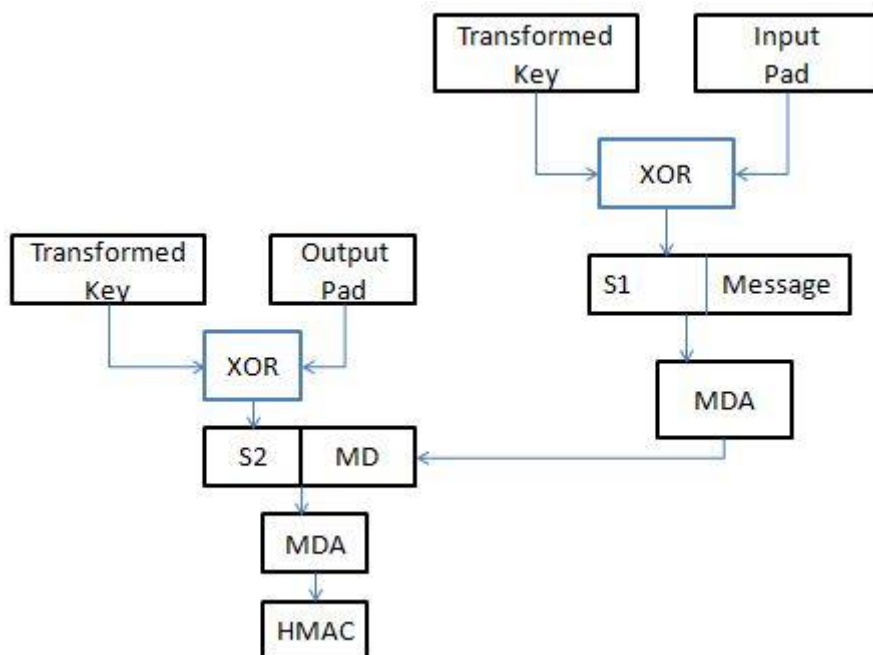 Transformed
Key
Input
Pad
XOR
Transformed
Key
Output
Pad
S1
Message
XOR
MDA
S2
MD
MDA
HMAC